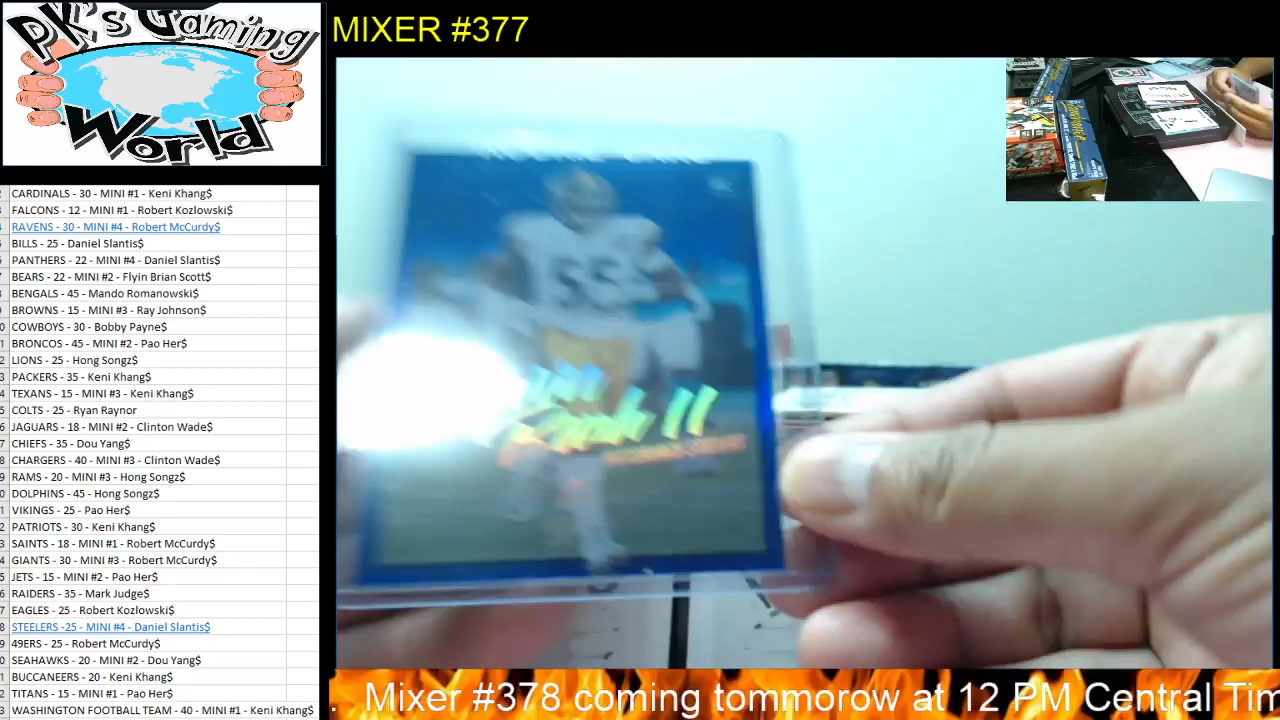 PK's Gaming
World
MIXER #377
CARDINALS - 30 - MINI #1 - Keni Khang$
FALCONS - 12 - MINI #1 - Robert Kozlowski$
RAVENS - 30 - MINI #4 - Robert McCurdy$
BILLS - 25 - Daniel Slantis$
PANTHERS - 22 - MINI #4 - Daniel Slantis$
BEARS - 22 - MINI #2 - Flyin Brian Scott$
BENGALS - 45 - Mando Romanowski$
BROWNS - 15 - MINI #3 - Ray Johnson$
COWBOYS - 30 - Bobby Payne$
BRONCOS - 45 - MINI #2 - Pao Her$
LIONS - 25 - Hong Songz$
PACKERS - 35 - Keni Khang$
TEXANS - 15 - MINI #3 - Keni Khang$
COLTS - 25 - Ryan Raynor
JAGUARS - 18 - MINI #2 - Clinton Wade$
CHIEFS - 35 - Dou Yang$
CHARGERS - 40 - MINI #3 - Clinton Wade$
RAMS - 20 - MINI #3 - Hong Songz$
DOLPHINS - 45 - Hong Songz$
VIKINGS - 25 - Pao Her$
PATRIOTS - 30 - Keni Khang$
SAINTS - 18 - MINI #1 - Robert McCurdy$
GIANTS - 30 - MINI #3 - Robert McCurdy$
JETS - 15 - MINI #2 - Pao Her$
RAIDERS - 35 - Mark Judge$
EAGLES - 25 - Robert Kozlowski$
STEELERS -25 - MINI #4 - Daniel Slantis$
49ERS - 25 - Robert McCurdy$
SEAHAWKS - 20 - MINI #2 - Dou Yang$
BUCCANEERS - 20 - Keni Khang$
TITANS - 15 - MINI #1 - Pao Her$
WASHINGTON FOOTBALL TEAM - 40 - MINI #1 - Keni Khang$
II
. Mixer #378 coming tommorow at 12 PM Central Tim